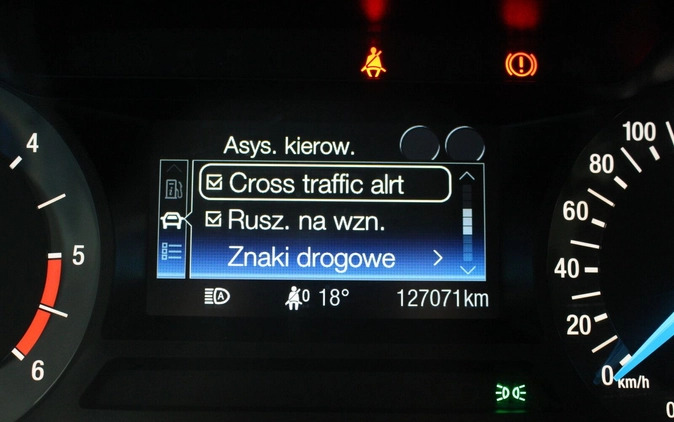 Asys. kierow.
Cross traffic alrt
Rusz. na wzn.
Znaki drogowe
A 0 18° 127071km
4
5
6
100
80
60
40
20
0
km/h
0